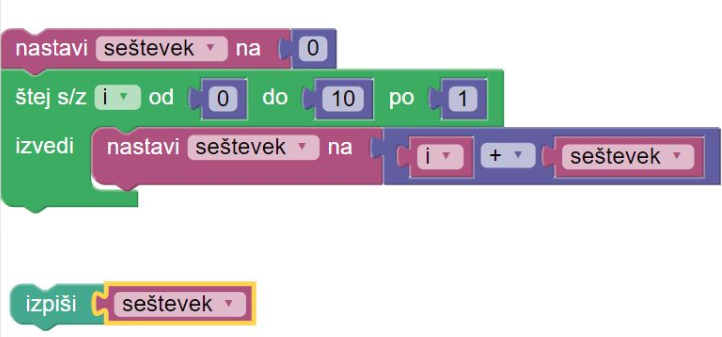 nastavi seštevek na 0
štej s/z i od 0 do 10 po 1
izvedi nastavi seštevek na i + seštevek
izpiši seštevek